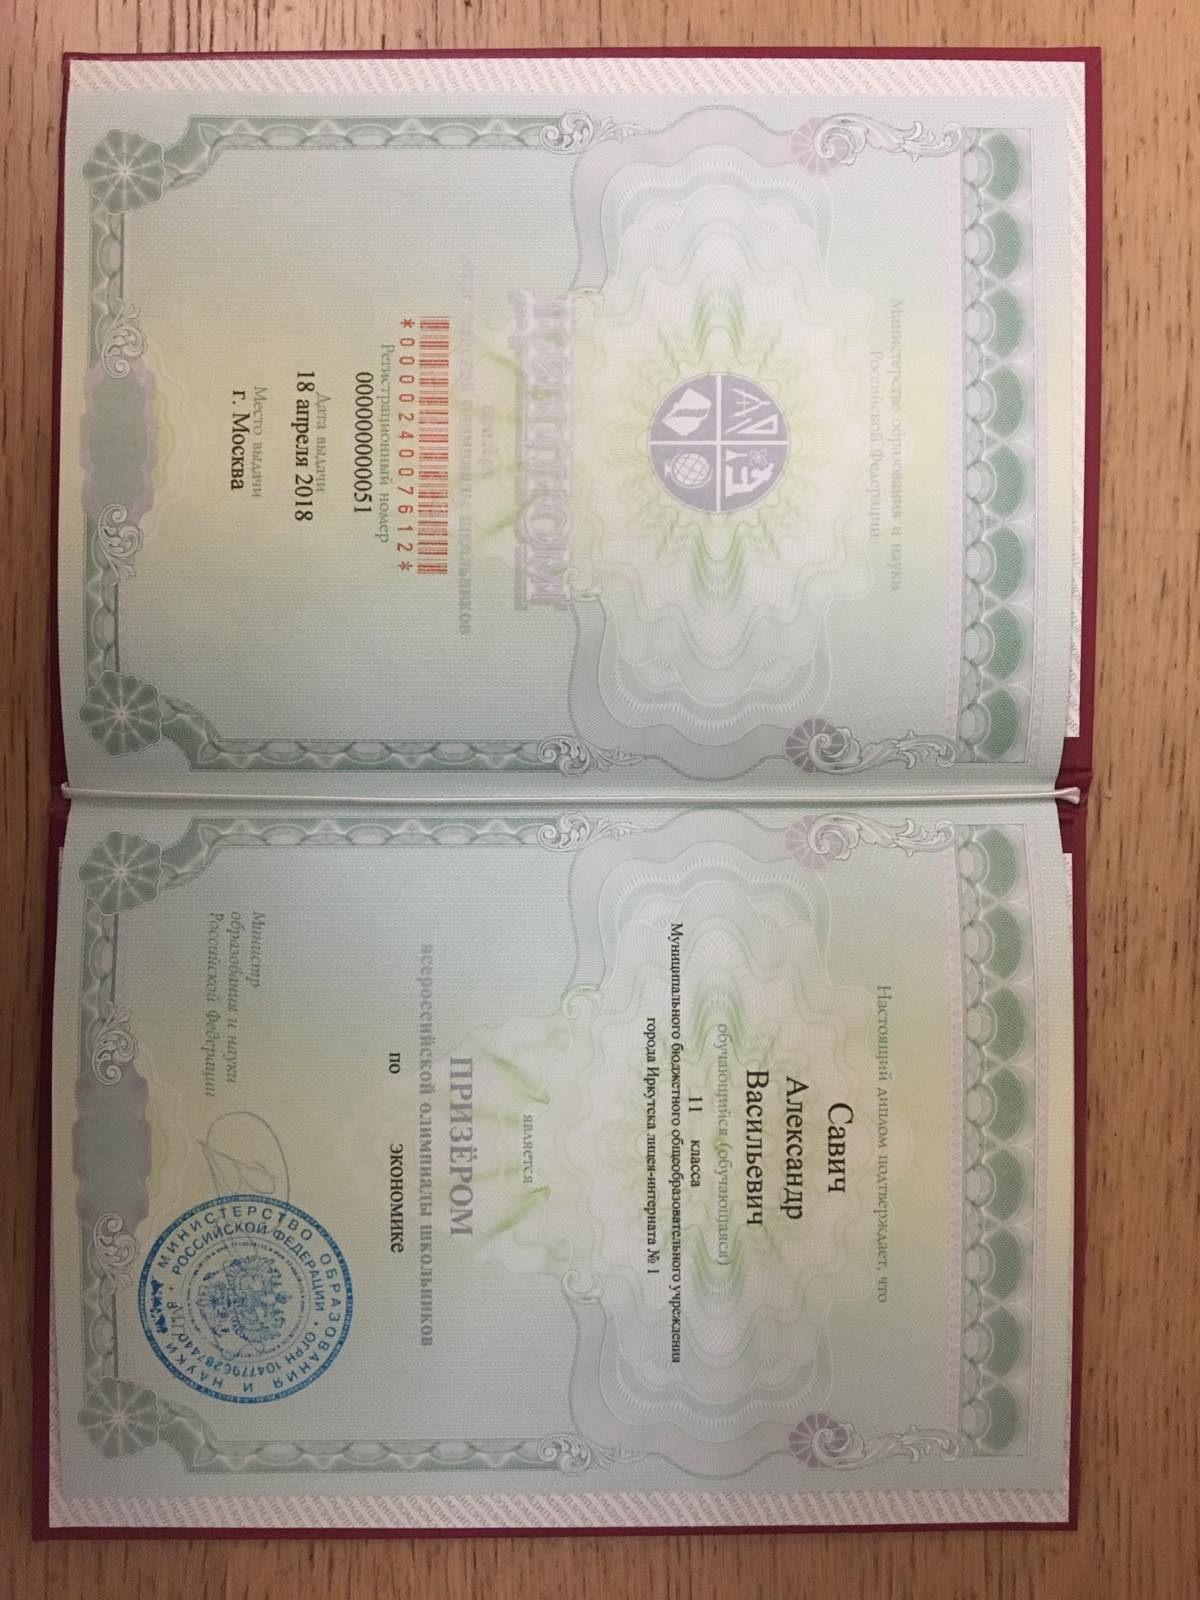 Министерство образования и науки
Российской Федерации
ДИПЛОМ
призёра
всероссийской олимпиады школьников
*000024007612*
Регистрационный номер
00000000051
Дата выдачи
18 апреля 2018
Место выдачи
г. Москва
Настоящий диплом подтверждает, что
Савич
Александр
Васильевич
обучающийся (обучающаяся)
11 класса
Муниципального бюджетного общеобразовательного учреждения
города Иркутска лицея-интерната № 1
является
ПРИЗЁРОМ
всероссийской олимпиады школьников
по экономике
Министр
образования и науки
Российской Федерации
МИНИСТЕРСТВО ОБРАЗОВАНИЯ И НАУКИ
РОССИЙСКОЙ ФЕДЕРАЦИИ • ОГРН 1047796287440